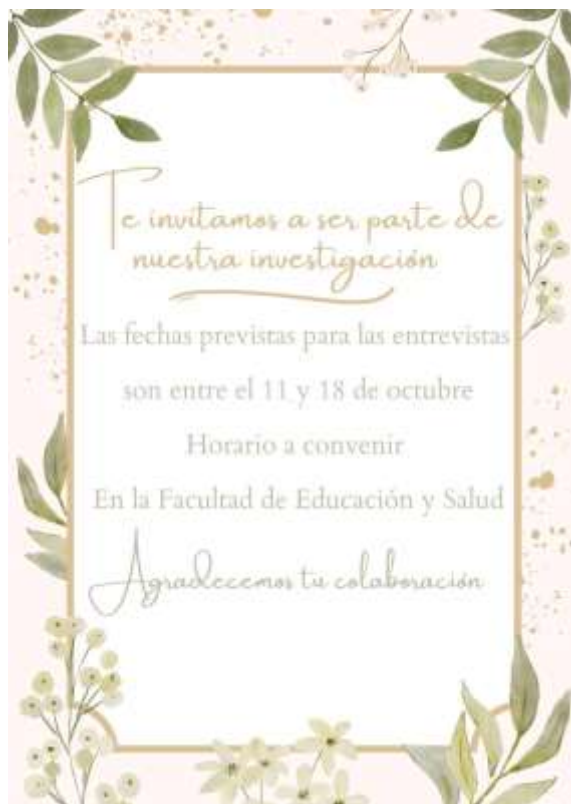 Te invitamos a ser parte de
nuestra investigación
Las fechas previstas para las entrevistas
son entre el 11 y 18 de octubre
Horario a convenir
En la Facultad de Educación y Salud
Agradecemos tu colaboración